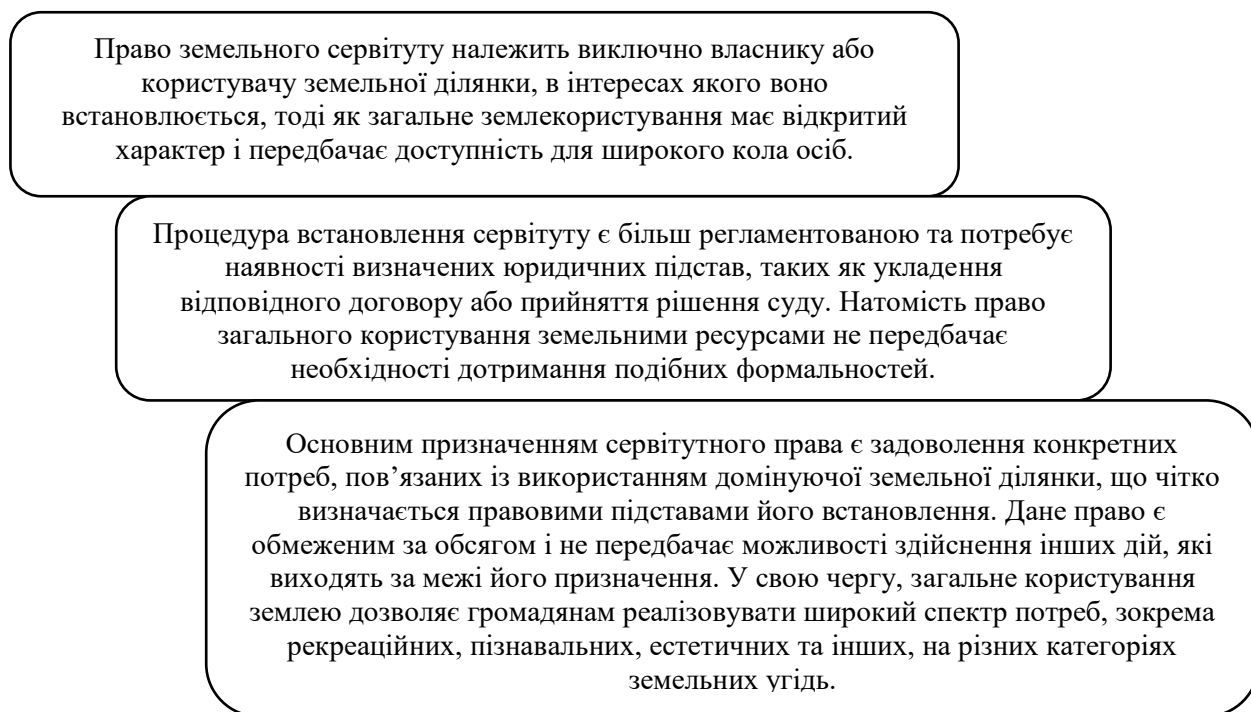 Право земельного сервітуту належить виключно власнику або
користувачу земельної ділянки, в інтересах якого воно
встановлюється, тоді як загальне землекористування має відкритий
характер і передбачає доступність для широкого кола осіб.
Процедура встановлення сервітуту є більш регламентованою та потребує
наявності визначених юридичних підстав, таких як укладення
відповідного договору або прийняття рішення суду. Натомість право
загального користування земельними ресурсами не передбачає
необхідності дотримання подібних формальностей.
Основним призначенням сервітутного права є задоволення конкретних
потреб, пов’язаних із використанням домінуючої земельної ділянки, що чітко
визначається правовими підставами його встановлення. Дане право є
обмеженим за обсягом і не передбачає можливості здійснення інших дій, які
виходять за межі його призначення. У свою чергу, загальне користування
землею дозволяє громадянам реалізовувати широкий спектр потреб, зокрема
рекреаційних, пізнавальних, естетичних та інших, на різних категоріях
земельних угідь.